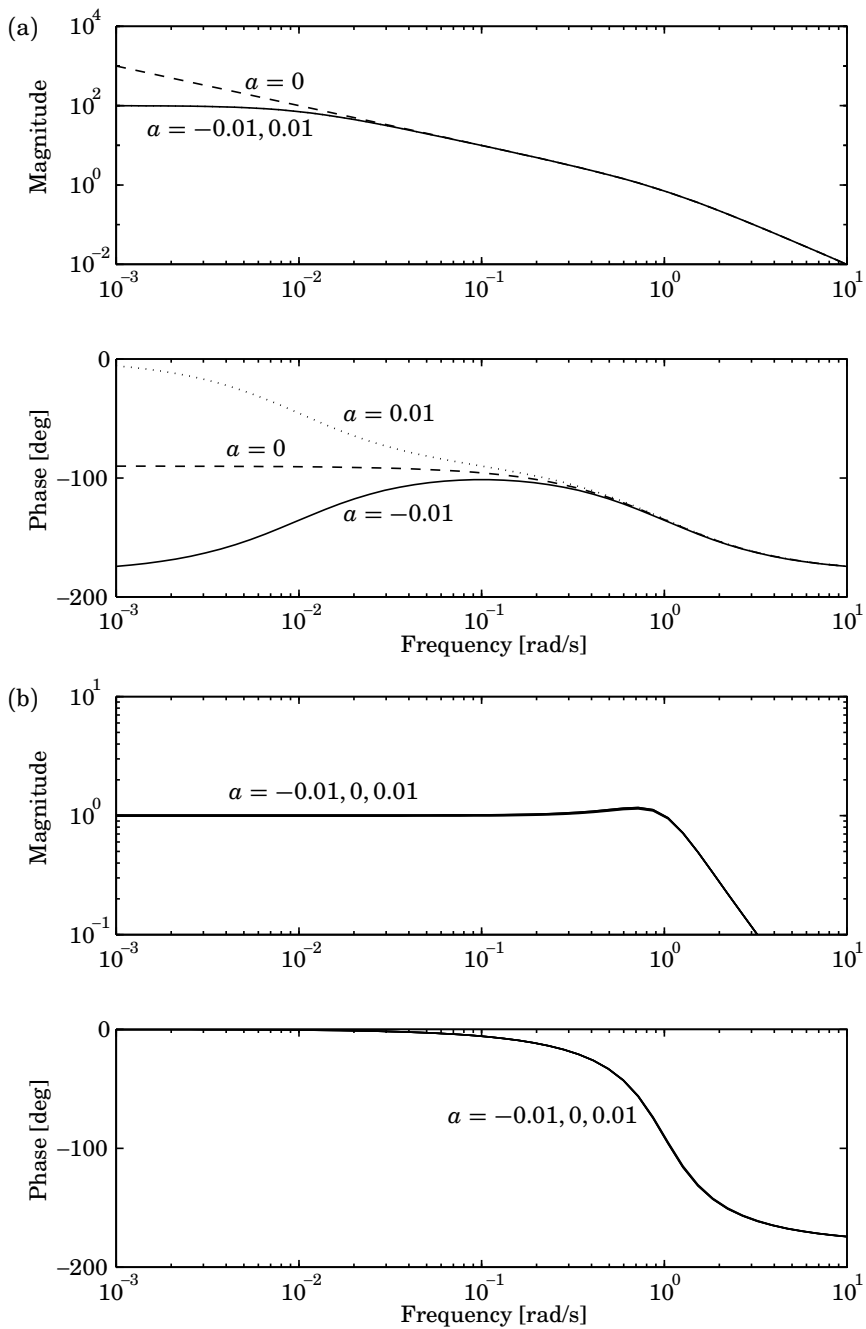 (a)
10^4
10^2
10^0
10^−2
Magnitude
a = 0
a = −0.01, 0.01
10^−3 10^−2 10^−1 10^0 10^1
0
−100
−200
Phase [deg]
a = 0.01
a = 0
a = −0.01
10^−3 10^−2 10^−1 10^0 10^1
Frequency [rad/s]
(b)
10^1
10^0
10^−1
Magnitude
a = −0.01, 0, 0.01
10^−3 10^−2 10^−1 10^0 10^1
0
−100
−200
Phase [deg]
a = −0.01, 0, 0.01
10^−3 10^−2 10^−1 10^0 10^1
Frequency [rad/s]